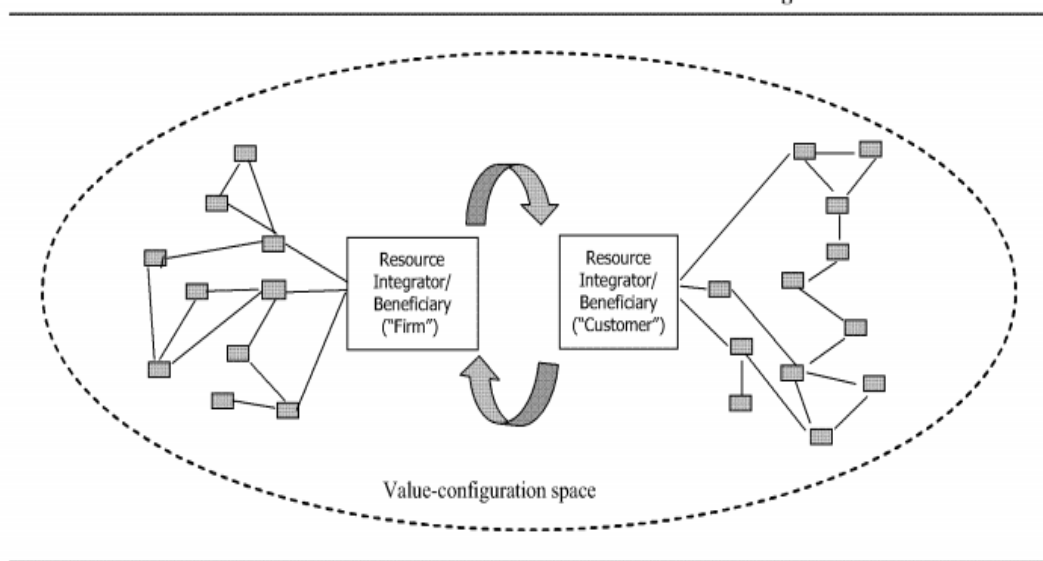 Resource
Integrator/
Beneficiary
("Firm")
Resource
Integrator/
Beneficiary
("Customer")
Value-configuration space